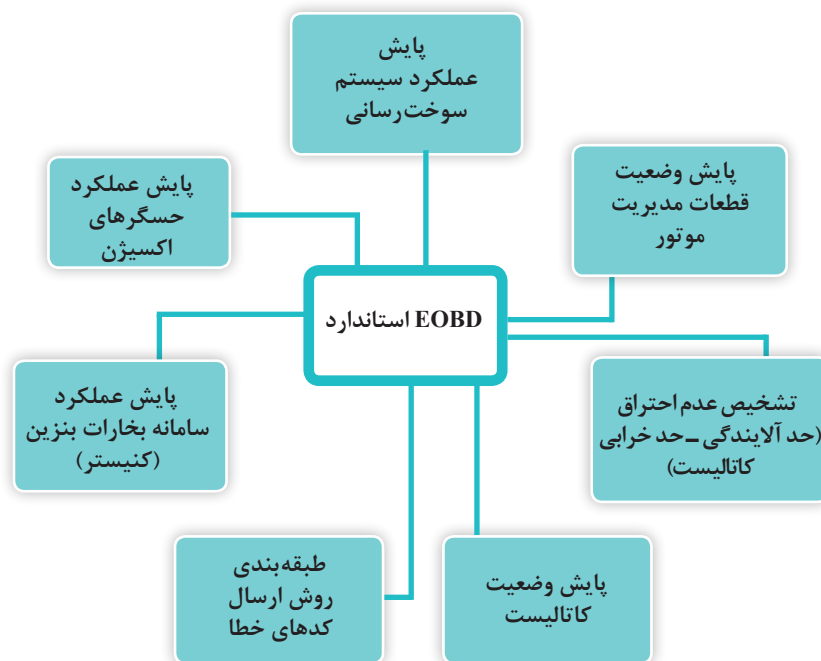 پایش
عملکرد سیستم
سوخت‌رسانی
پایش وضعیت
قطعات مدیریت
موتور
پایش عملکرد
حسگرهای
اکسیژن
استاندارد EOBD
تشخیص عدم احتراق
(حد آلایندگی – حد خرابی
کاتالیست)
پایش عملکرد
سامانه بخارات بنزین
(کنیستر)
پایش وضعیت
کاتالیست
طبقه‌بندی
روش ارسال
کدهای خطا